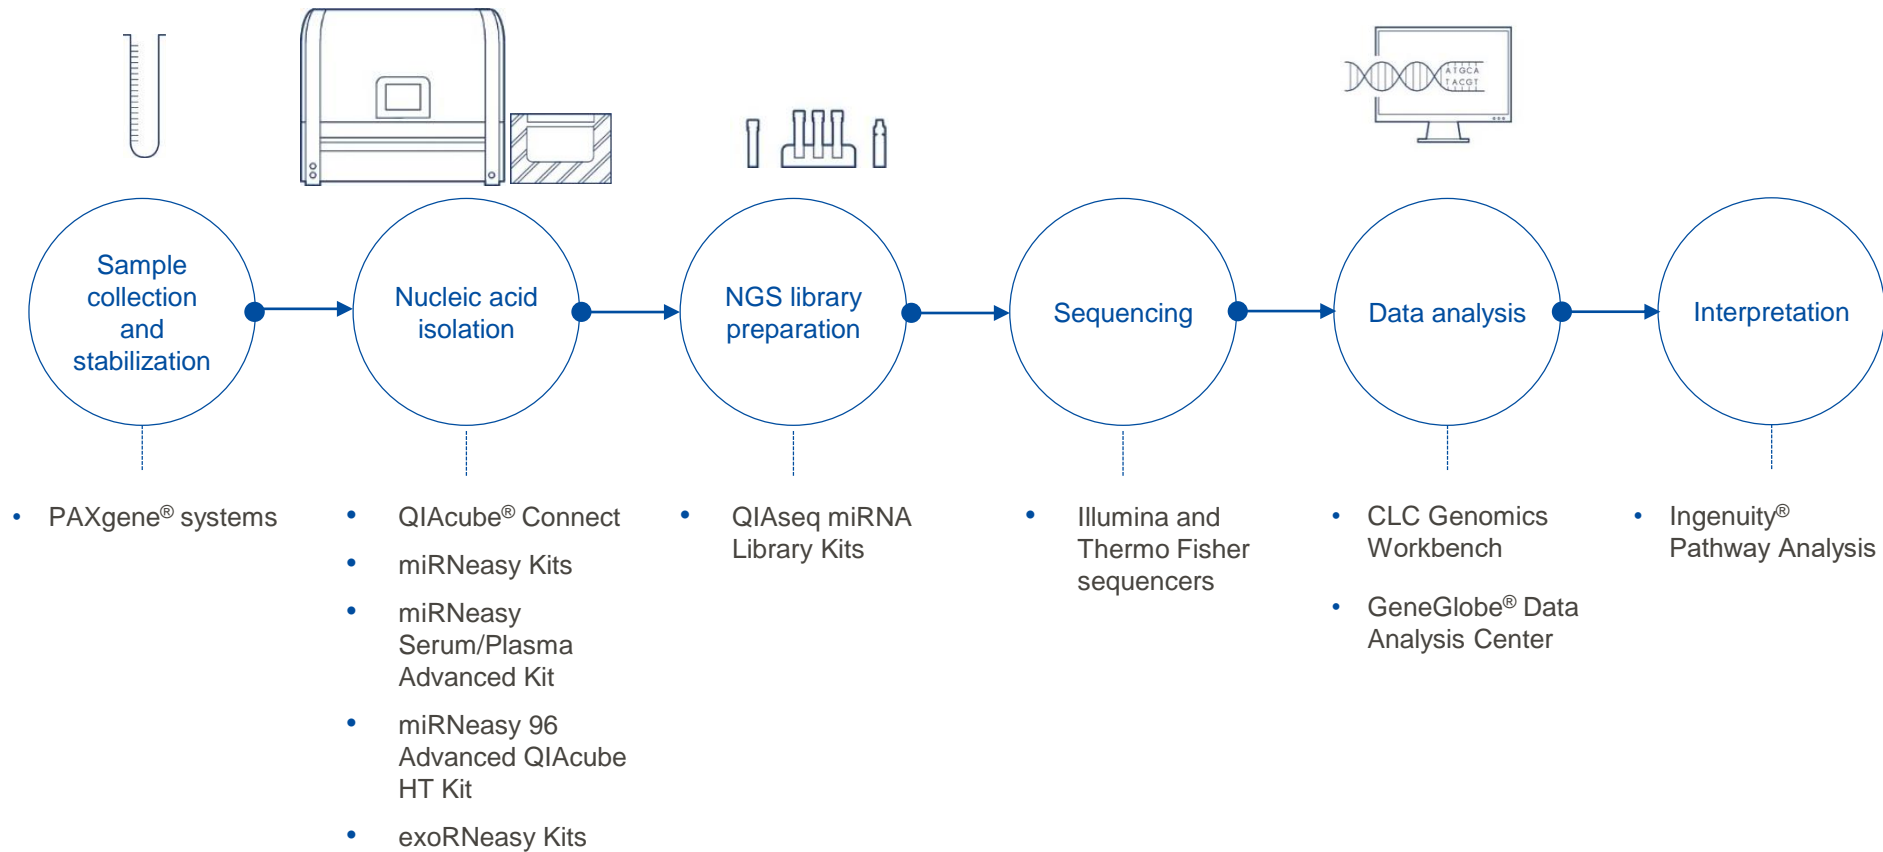 ATGCA
TACGT
Sample
collection
and
stabilization
Nucleic acid
isolation
NGS library
preparation
Sequencing
Data analysis
Interpretation
• PAXgene® systems
• QIAcube® Connect
• miRNeasy Kits
• miRNeasy
Serum/Plasma
Advanced Kit
• miRNeasy 96
Advanced QIAcube
HT Kit
• exoRNeasy Kits
• QIAseq miRNA
Library Kits
• Illumina and
Thermo Fisher
sequencers
• CLC Genomics
Workbench
• GeneGlobe® Data
Analysis Center
• Ingenuity®
Pathway Analysis